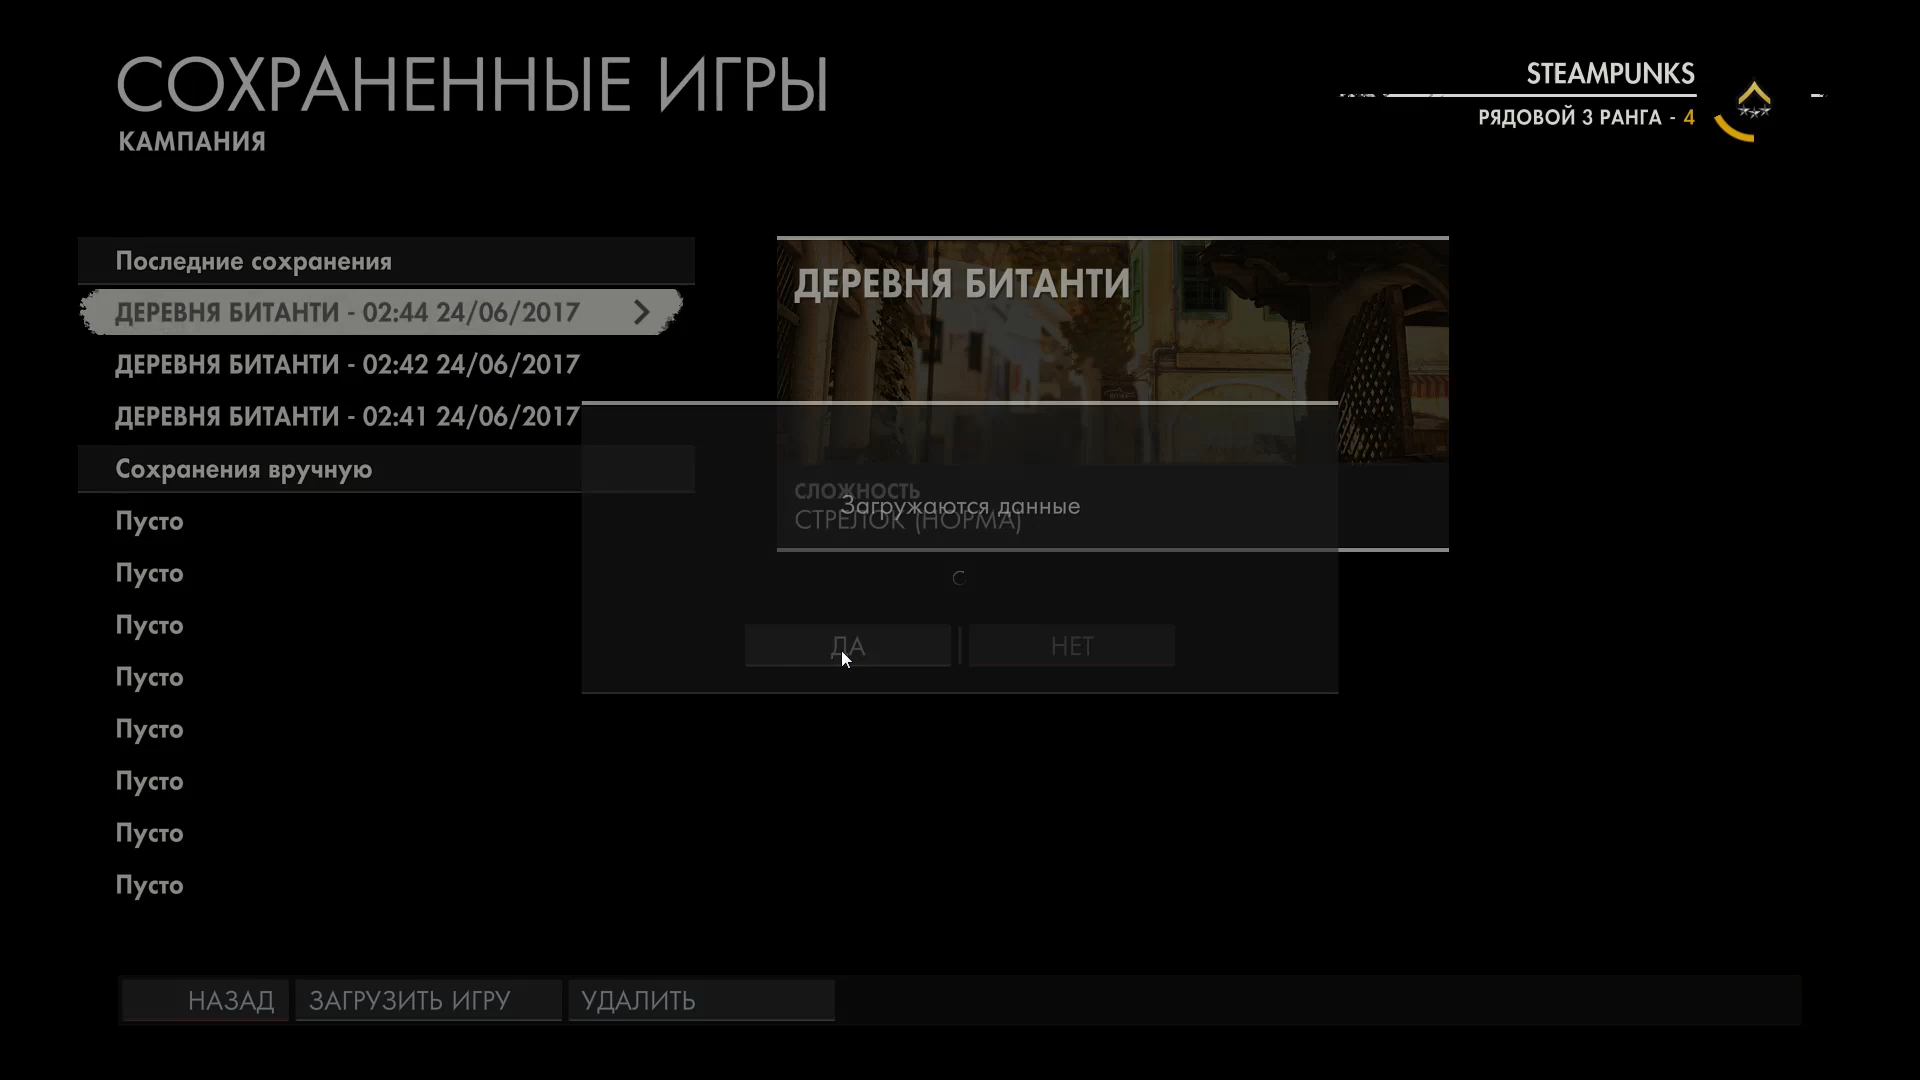 СОХРАНЕННЫЕ ИГРЫ
КАМПАНИЯ
STEAMPUNKS
РЯДОВОЙ 3 РАНГА - 4
Последние сохранения
ДЕРЕВНЯ БИТАНТИ - 02:44 24/06/2017
ДЕРЕВНЯ БИТАНТИ - 02:42 24/06/2017
ДЕРЕВНЯ БИТАНТИ - 02:41 24/06/2017
Сохранения вручную
Пусто
Пусто
Пусто
Пусто
Пусто
Пусто
Пусто
Пусто
ДЕРЕВНЯ БИТАНТИ
СЛОЖНОСТЬ
СТРЕЛОК (НОРМА)
Загружаются данные
ДА
НЕТ
НАЗАД
ЗАГРУЗИТЬ ИГРУ
УДАЛИТЬ